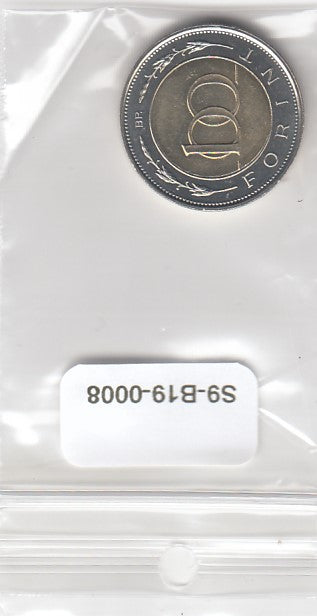 100
FORINT
BP.
S9-B19-0008